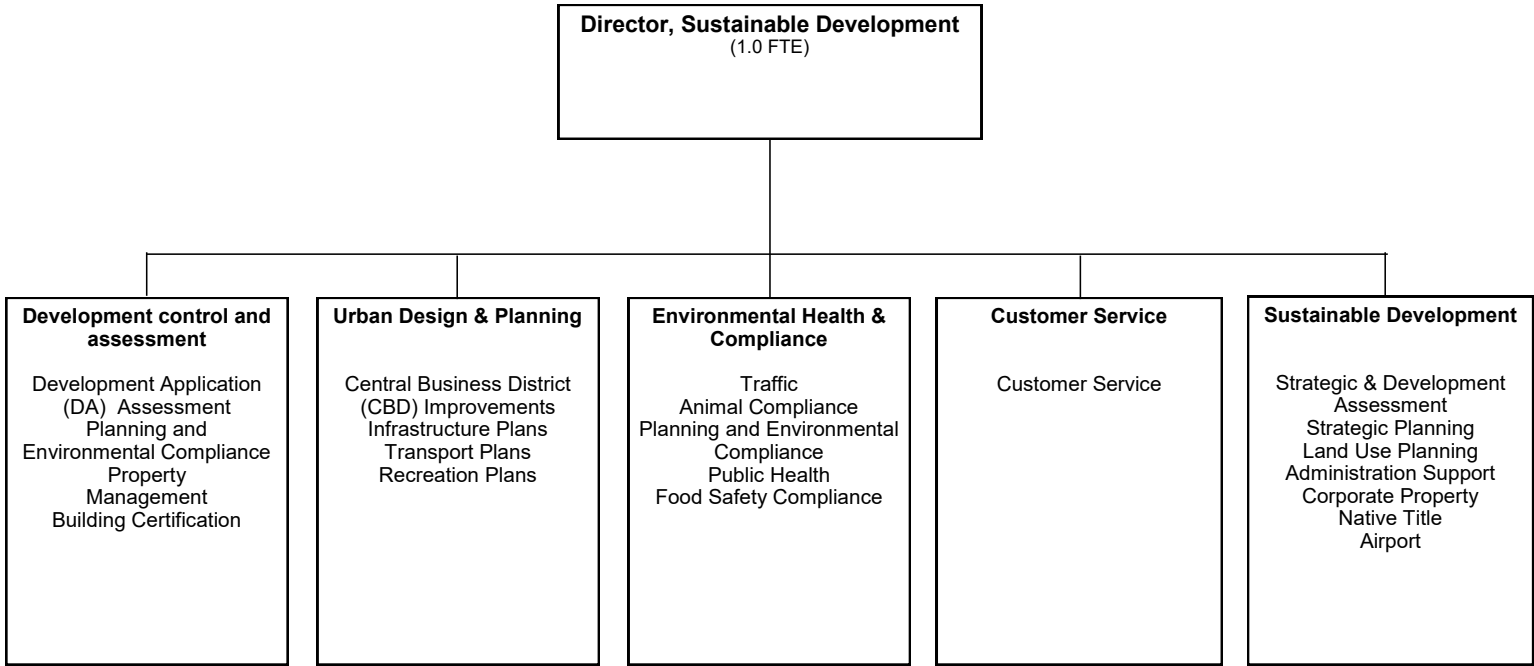 Director, Sustainable Development
(1.0 FTE)
Development control and
assessment
Development Application
(DA) Assessment
Planning and
Environmental Compliance
Property
Management
Building Certification
Urban Design & Planning
Central Business District
(CBD) Improvements
Infrastructure Plans
Transport Plans
Recreation Plans
Environmental Health &
Compliance
Traffic
Animal Compliance
Planning and Environmental
Compliance
Public Health
Food Safety Compliance
Customer Service
Customer Service
Sustainable Development
Strategic & Development
Assessment
Strategic Planning
Land Use Planning
Administration Support
Corporate Property
Native Title
Airport